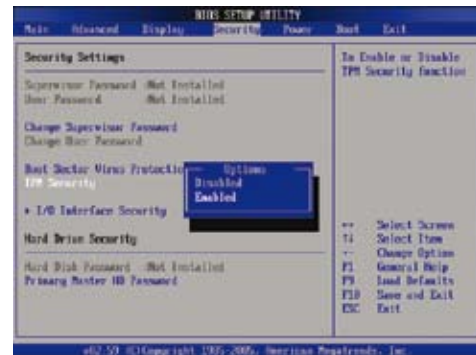 BIOS SETUP UTILITY
Main Advanced Display Security Power Boot Exit
Security Settings
Supervisor Password :Not Installed
User Password :Not Installed
Change Supervisor Password
Change User Password
Boot Sector Virus Protection
TPM Security
Options
Disabled
Enabled
I/O Interface Security
Hard Drive Security
Hard Disk Password :Not Installed
Primary Master HD Password
To Enable or Disable
TPM Security function
Select Screen
↑↓ Select Item
Change Option
F1 General Help
F9 Load Defaults
F10 Save and Exit
ESC Exit
v02.59 (C)Copyright 1985-2005, American Megatrends, Inc.